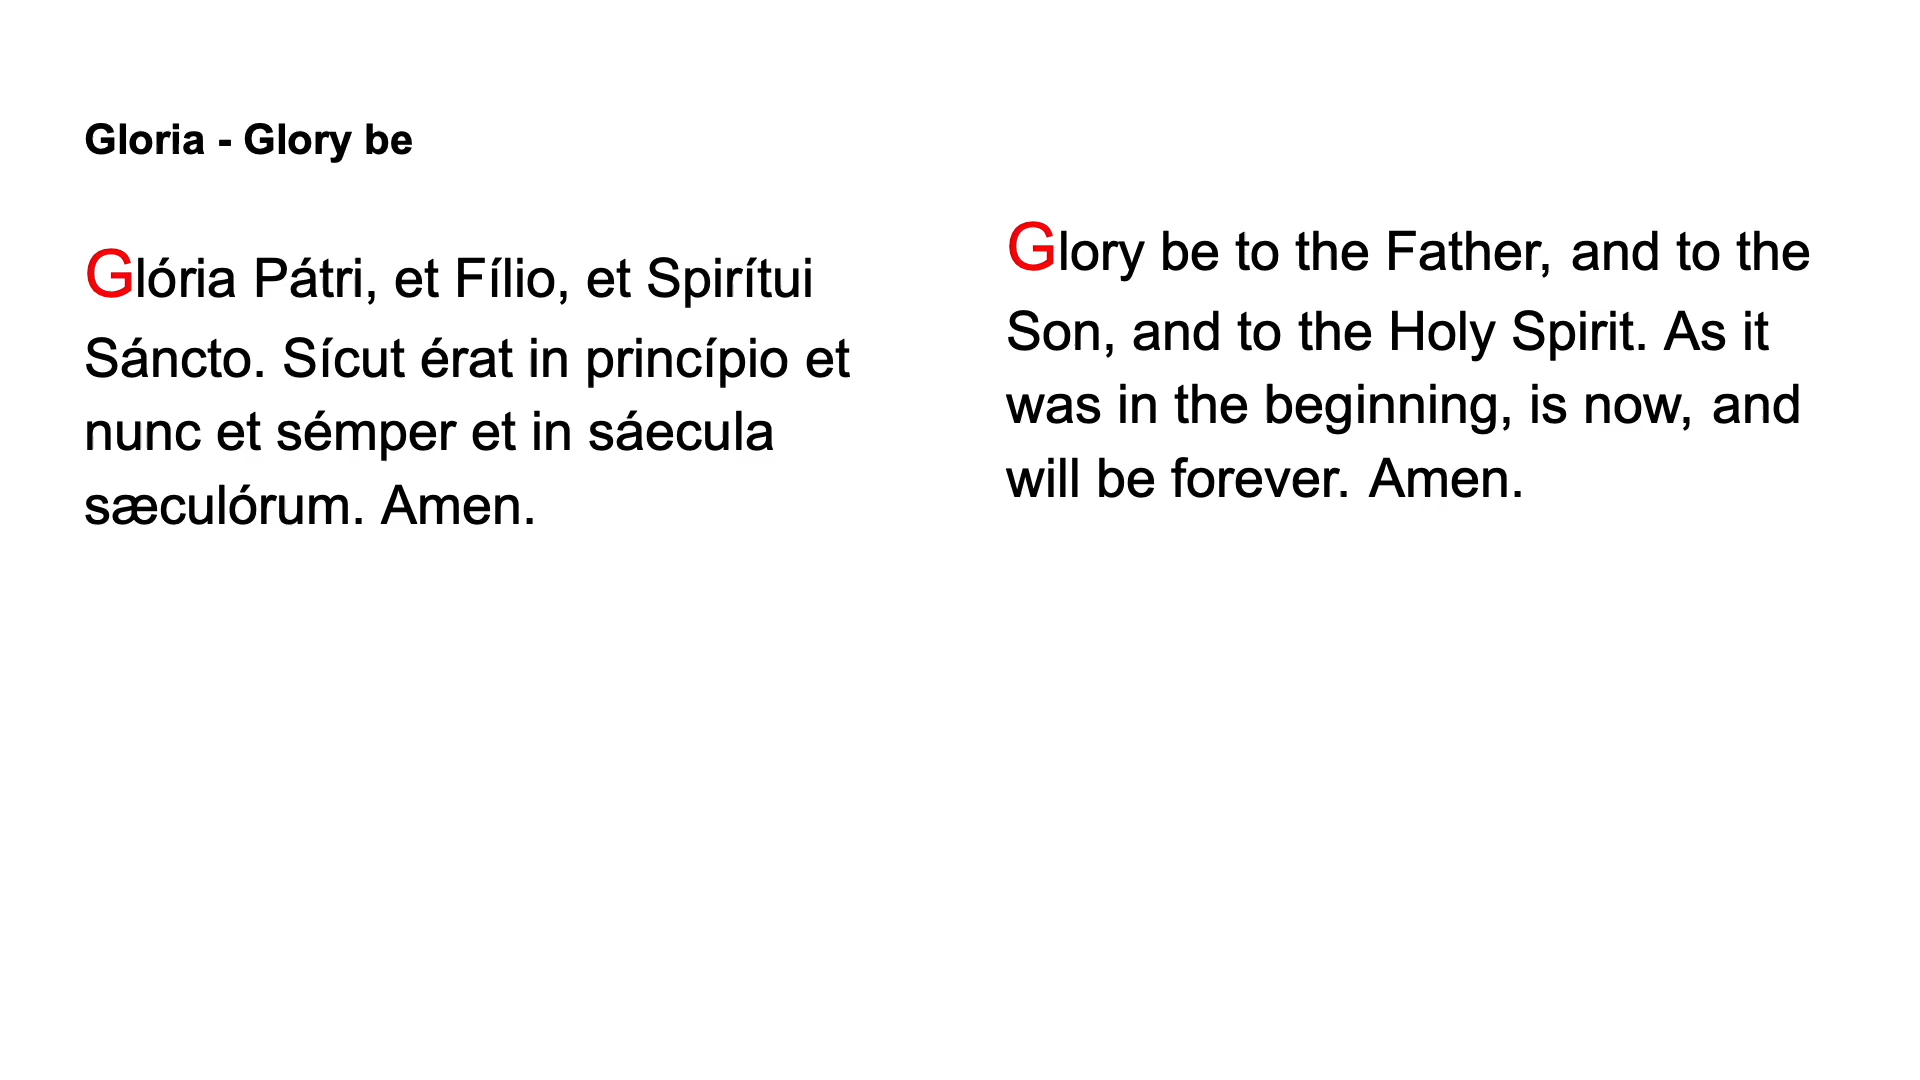 Gloria - Glory be
Glória Pátri, et Fílio, et Spirítui
Sáncto. Sícut érat in princípio et
nunc et sémper et in sáecula
sæculórum. Amen.
Glory be to the Father, and to the
Son, and to the Holy Spirit. As it
was in the beginning, is now, and
will be forever. Amen.